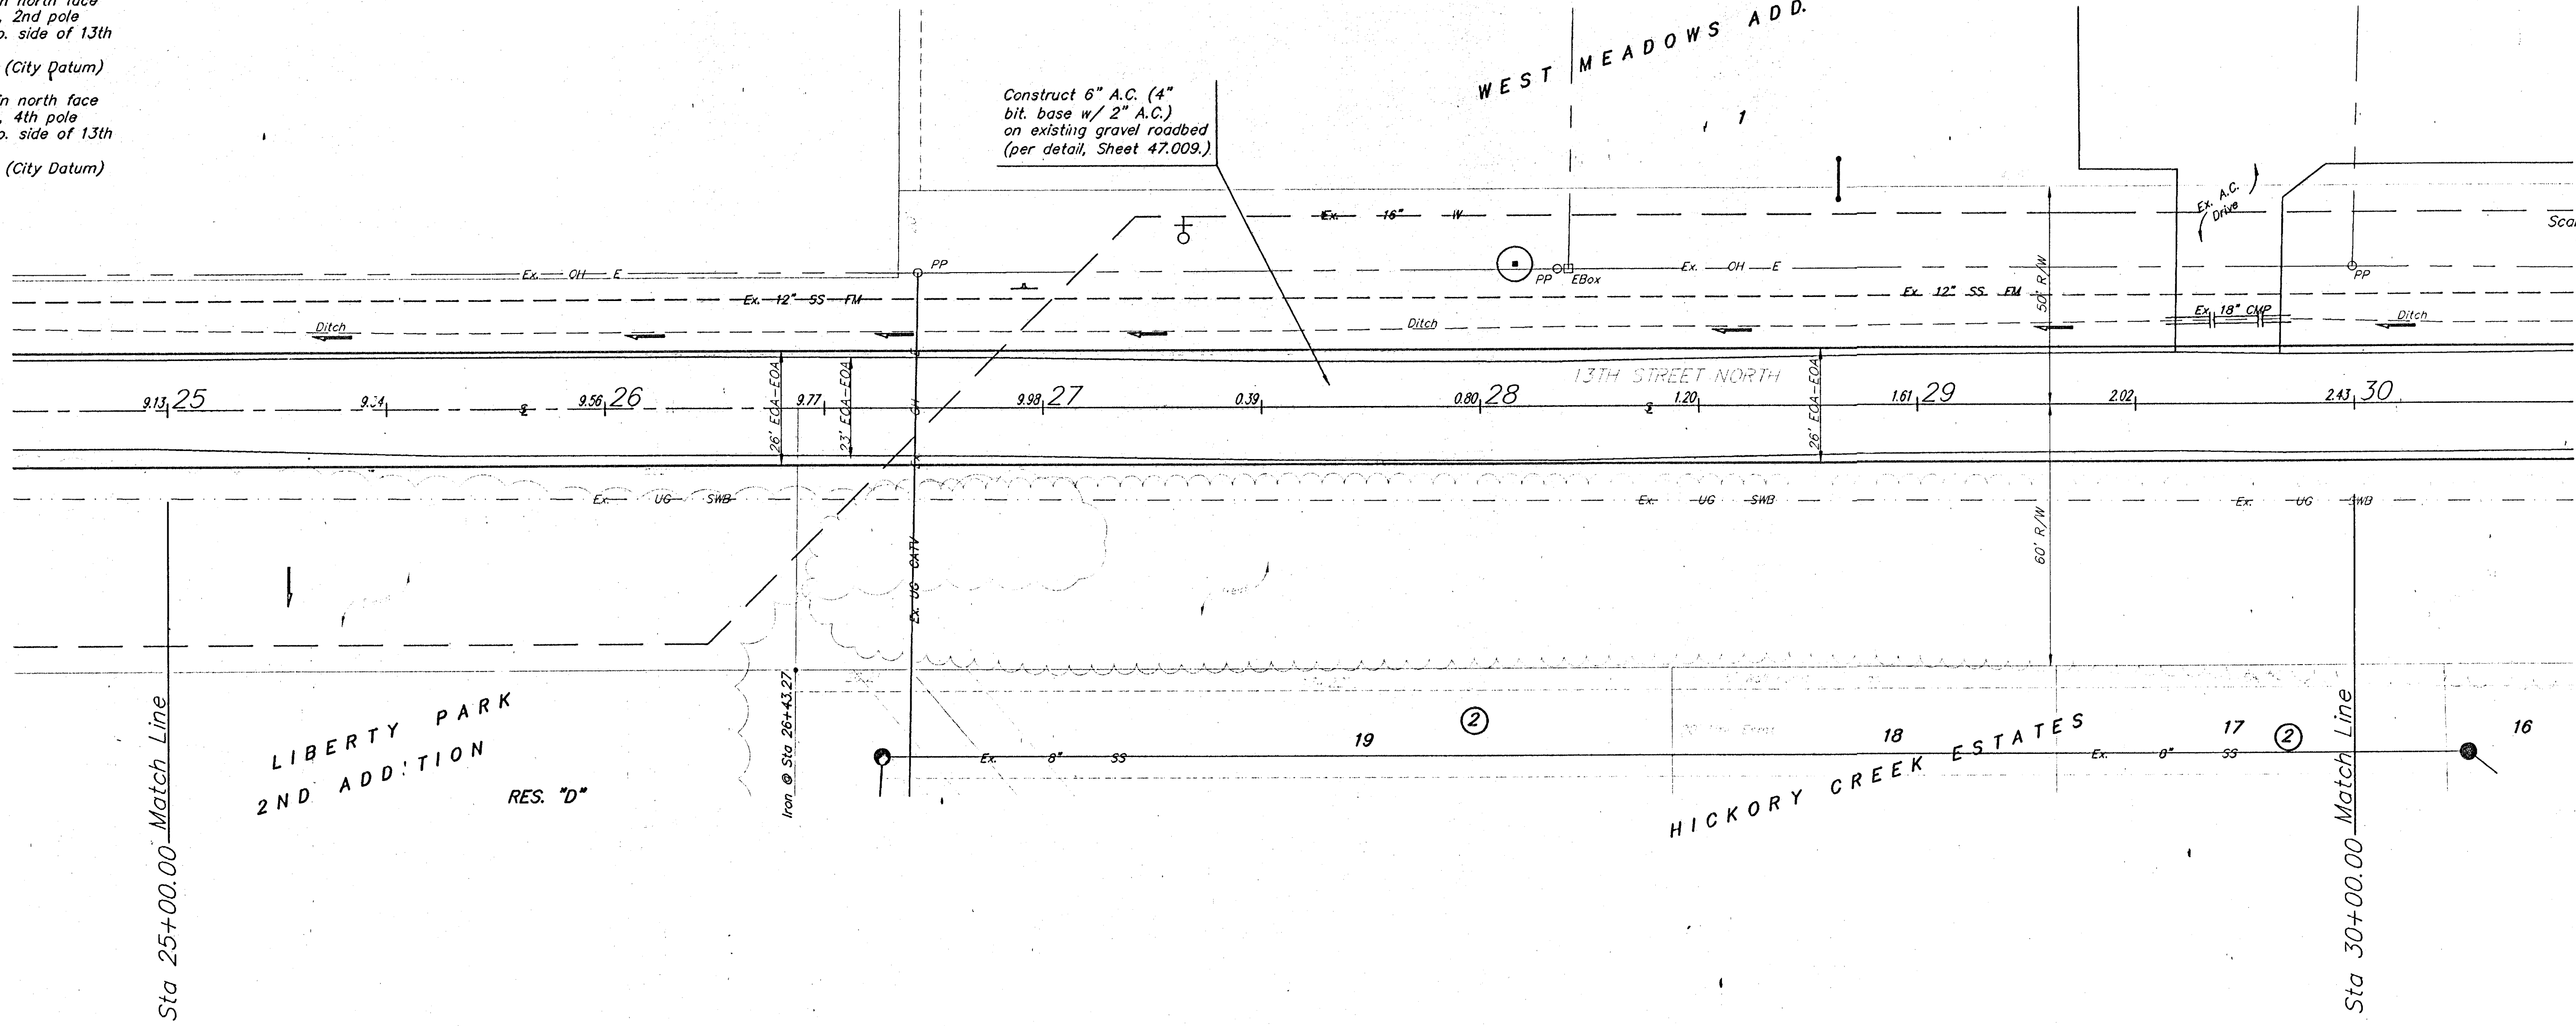 in north face
, 2nd pole
o. side of 13th
(City Datum)
in north face
, 4th pole
o. side of 13th
(City Datum)
Construct 6" A.C. (4"
bit. base w/ 2" A.C.)
on existing gravel roadbed
(per detail, Sheet 47.009.)
WEST MEADOWS ADD.
1
Ex. A.C.
Drive
Ex. 16" W
Ex. OH E
PP
PP
EBox
Ex. OH E
50' R/W
PP
Ex. 12" SS FM
Ex 12" SS FM
Ex. 18" CMP
Ditch
Ditch
Ditch
13TH STREET NORTH
26' EOA-EOA
23' EOA-EOA
OH
26' EOA-EOA
9.13 25
9.34
9.56 26
9.77
9.98 27
0.39
0.80 28
1.20
1.61 29
2.02
2.43 30
Ex. UG SWB
Ex. UG SWB
Ex. UG SWB
Ex. UG CATV
60' R/W
Iron @ Sta 26+43.27
LIBERTY PARK
2ND ADDITION
RES. "D"
2
19
18
17
2
16
Ex. 8" SS
Ex. 8" SS
HICKORY CREEK ESTATES
Sta 25+00.00 Match Line
Sta 30+00.00 Match Line